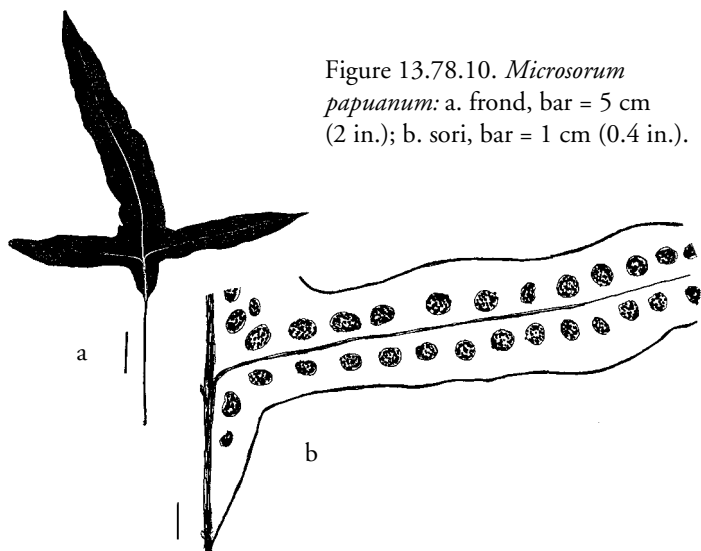 Figure 13.78.10. Microsorum
papuanum: a. frond, bar = 5 cm
(2 in.); b. sori, bar = 1 cm (0.4 in.).
a
b